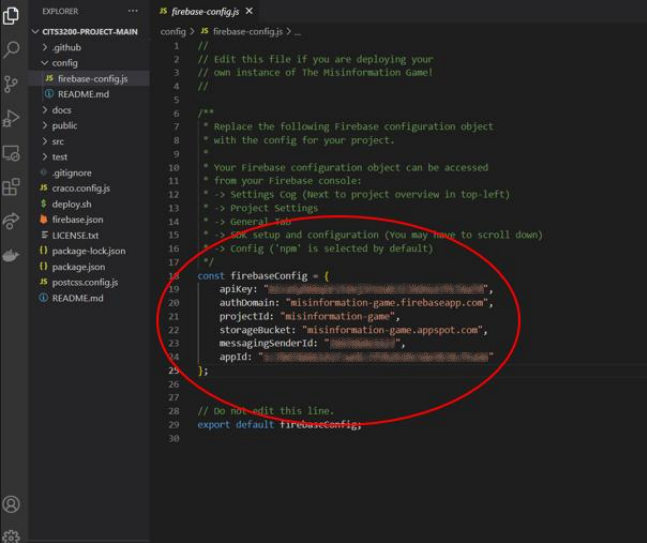 EXPLORER
···
CITS3200-PROJECT-MAIN
.github
config
JS firebase-config.js
README.md
docs
public
src
test
.gitignore
JS craco.config.js
$ deploy.sh
firebase.json
LICENSE.txt
{} package-lock.json
{} package.json
JS postcss.config.js
README.md
JS firebase-config.js ×
config > JS firebase-config.js > ...
1 //
2 // Edit this file if you are deploying your
3 // own instance of The Misinformation Game!
4 //
5
6 /**
7 * Replace the following Firebase configuration object
8 * with the config for your project.
9 *
10 * Your Firebase configuration object can be accessed
11 * from your Firebase console:
12 * -> Settings Cog (Next to project overview in top-left)
13 * -> Project Settings
14 * -> General Tab
15 * -> SDK setup and configuration (You may have to scroll down)
16 * -> Config ('npm' is selected by default)
17 */
18 const firebaseConfig = {
19 apiKey: "
20 authDomain: "misinformation-game.firebaseapp.com",
21 projectId: "misinformation-game",
22 storageBucket: "misinformation-game.appspot.com",
23 messagingSenderId: " ",
24 appId: " "
25 };
26
27
28 // Do not edit this line.
29 export default firebaseConfig;
30